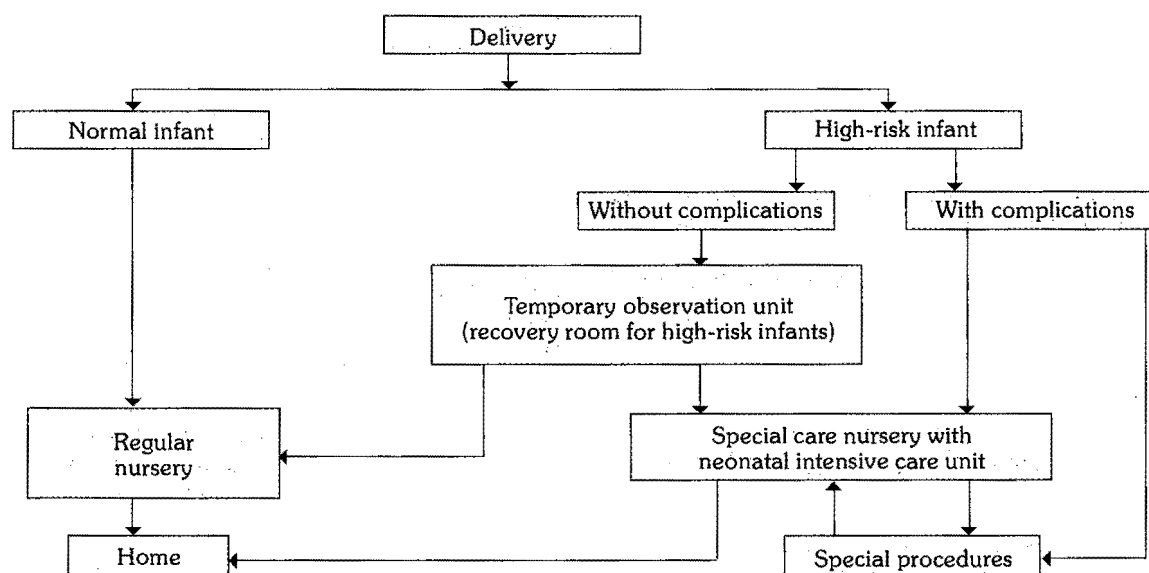 Delivery
Normal infant
High-risk infant
Without complications
With complications
Temporary observation unit
(recovery room for high-risk infants)
Regular
nursery
Special care nursery with
neonatal intensive care unit
Home
Special procedures